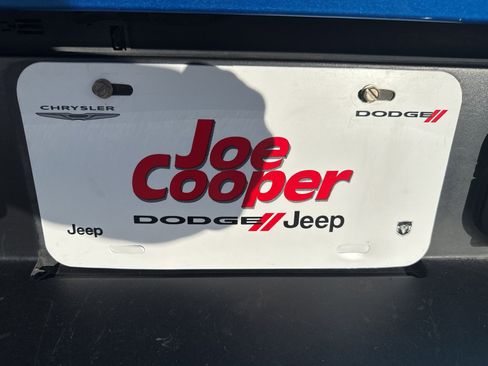 CHRYSLER
DODGE
Joe
Cooper
DODGE Jeep
Jeep